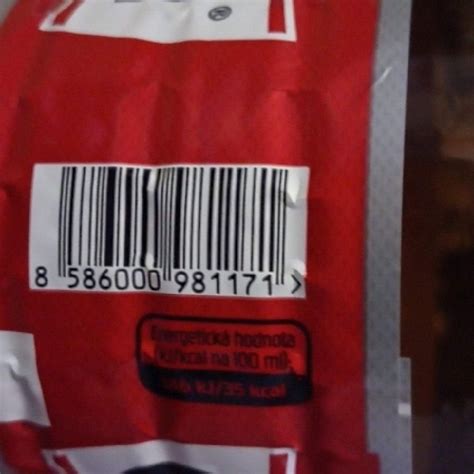 8 586000 981171 >
Energetická hodnota
(kJ/kcal na 100 ml):
kJ/35 kcal